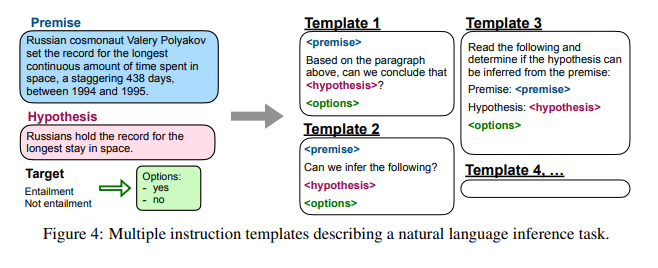 Premise
Russian cosmonaut Valery Polyakov
set the record for the longest
continuous amount of time spent in
space, a staggering 438 days,
between 1994 and 1995.
Hypothesis
Russians hold the record for the
longest stay in space.
Target
Entailment
Not entailment
Options:
- yes
- no
Template 1
<premise>
Based on the paragraph
above, can we conclude that
<hypothesis>?
<options>
Template 2
<premise>
Can we infer the following?
<hypothesis>
<options>
Template 3
Read the following and
determine if the hypothesis can
be inferred from the premise:
Premise: <premise>
Hypothesis: <hypothesis>
<options>
Template 4, ...
Figure 4: Multiple instruction templates describing a natural language inference task.